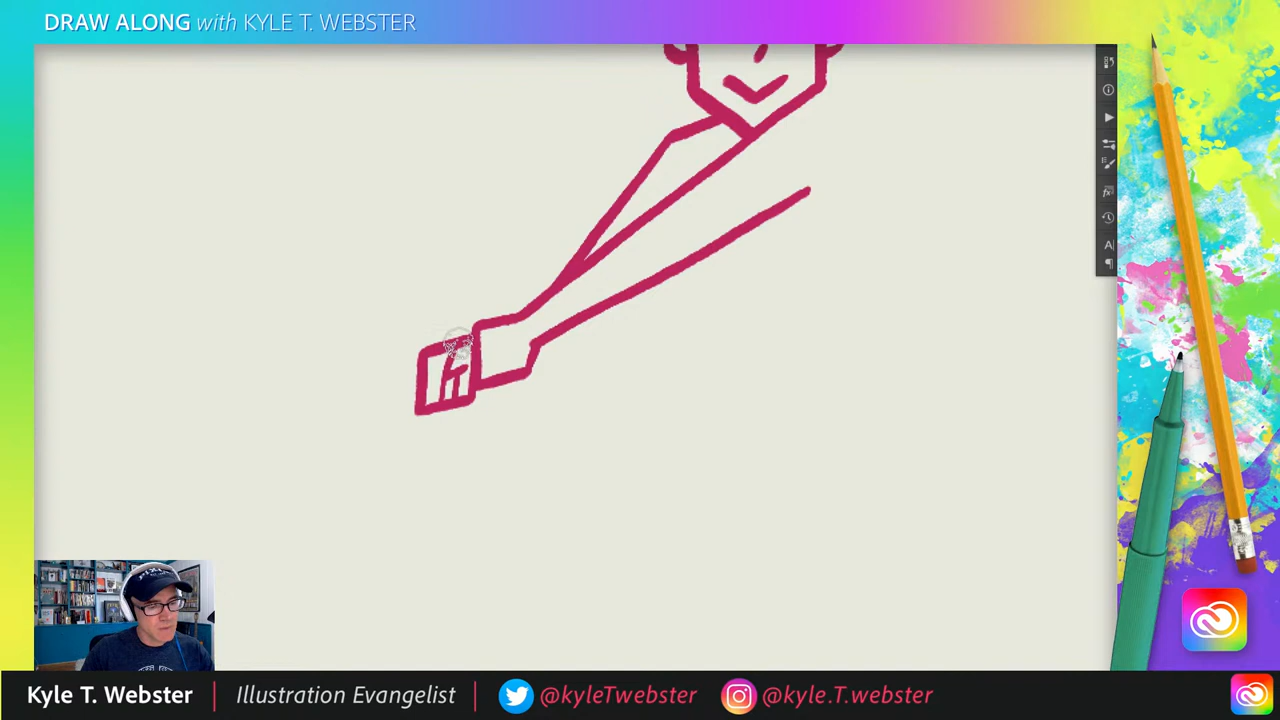 DRAW ALONG with KYLE T. WEBSTER
Kyle T. Webster | Illustration Evangelist | @kyleTwebster @kyle.T.webster